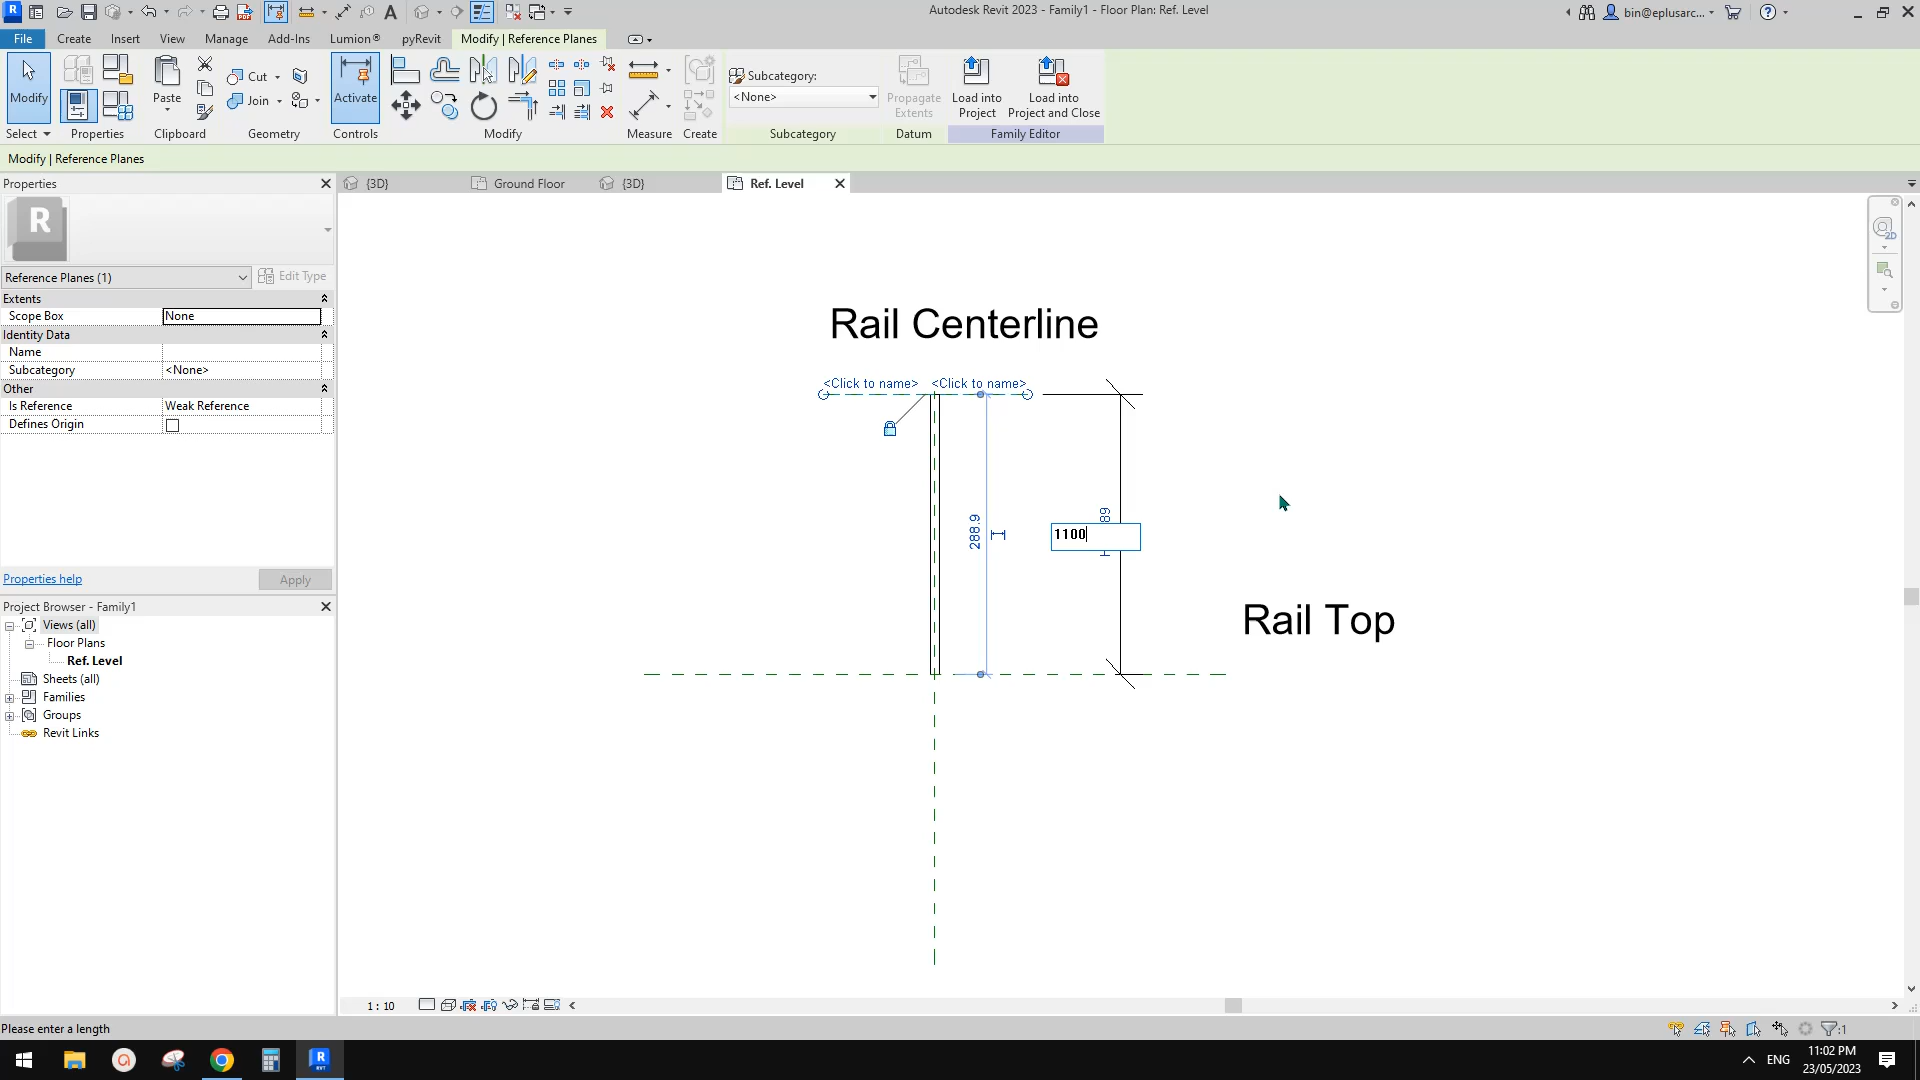 Autodesk Revit 2023 - Family1 - Floor Plan: Ref. Level
bin@eplusarc...
File Create Insert View Manage Add-Ins Lumion® pyRevit Modify | Reference Planes
Modify
Paste
Cut
Join
Activate
Subcategory:
<None>
Propagate Extents
Load into Project
Load into Project and Close
Select Properties Clipboard Geometry Controls Modify Measure Create Subcategory Datum Family Editor
Modify | Reference Planes
Properties
{3D} Ground Floor {3D} Ref. Level
R
Reference Planes (1) Edit Type
Extents
Scope Box None
Identity Data
Name
Subcategory <None>
Other
Is Reference Weak Reference
Defines Origin
Properties help Apply
Project Browser - Family1
Views (all)
Floor Plans
Ref. Level
Sheets (all)
Families
Groups
Revit Links
Rail Centerline
<Click to name> <Click to name>
288.9
89
1100
Rail Top
1 : 10
Please enter a length
:1
ENG
11:02 PM
23/05/2023